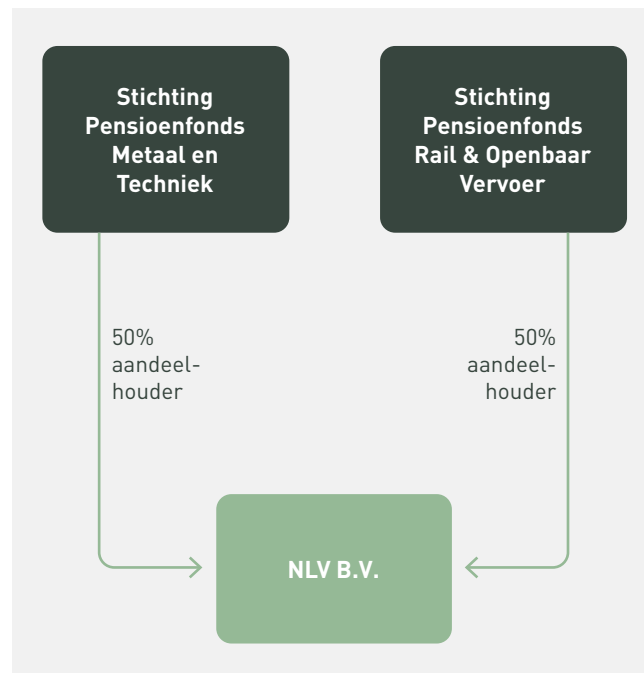 Stichting
Pensioenfonds
Metaal en
Techniek
Stichting
Pensioenfonds
Rail & Openbaar
Vervoer
50%
aandeel-
houder
50%
aandeel-
houder
NLV B.V.